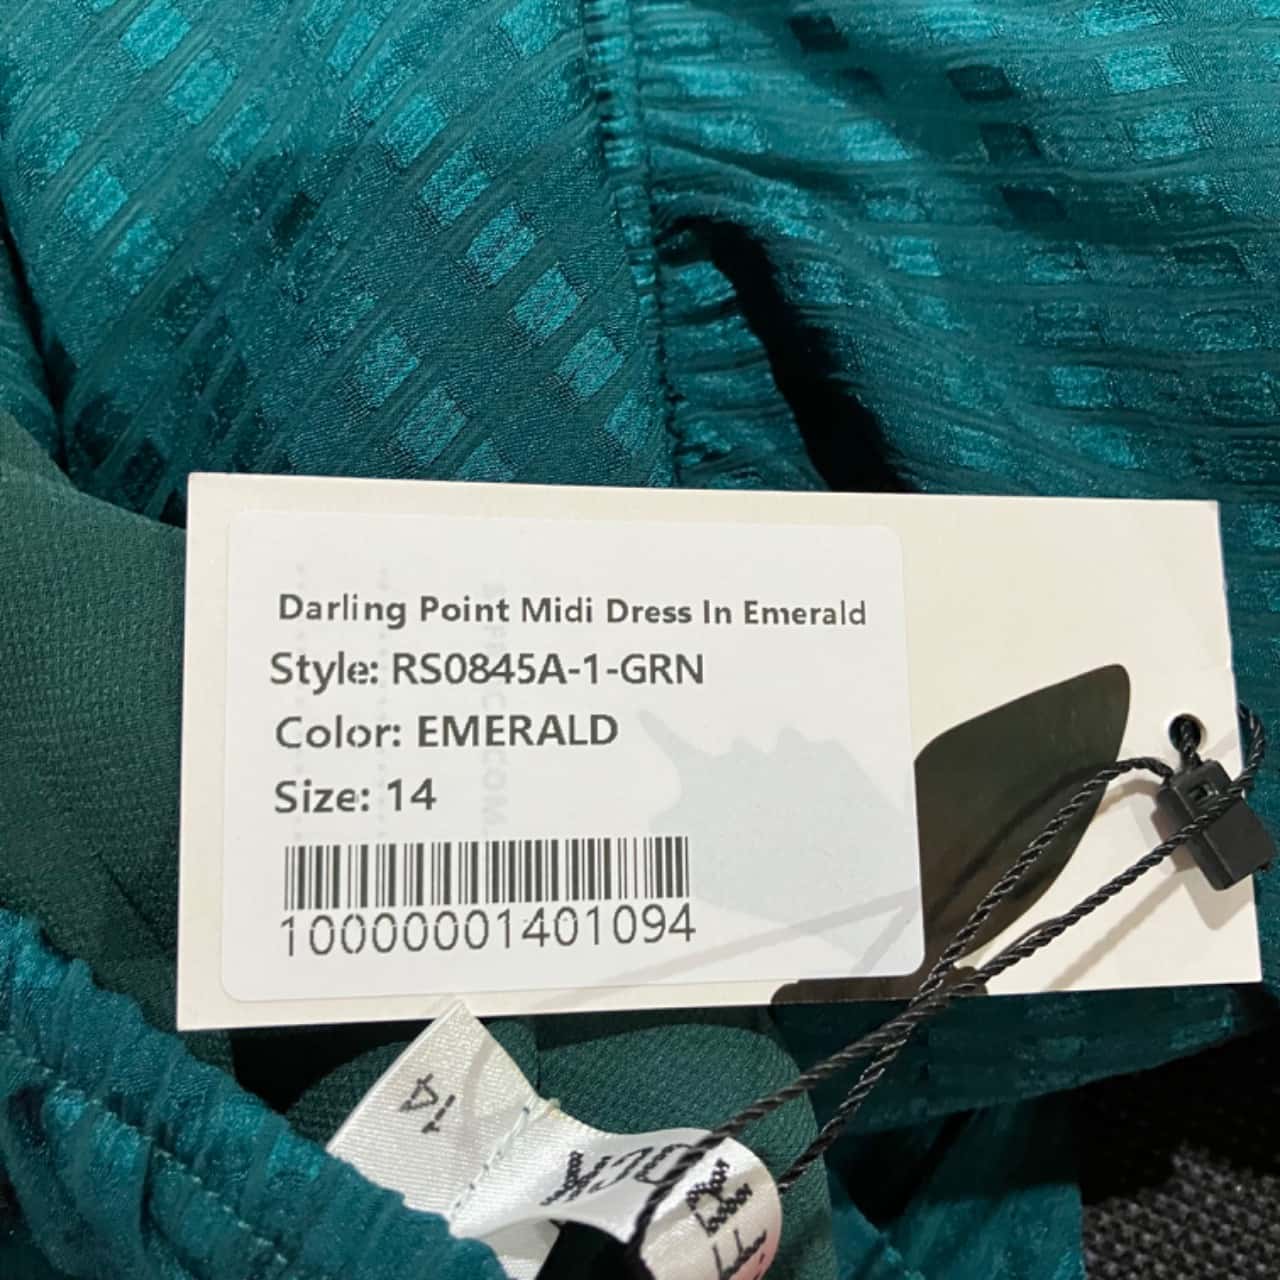 Darling Point Midi Dress In Emerald
Style: RS0845A-1-GRN
Color: EMERALD
Size: 14
10000001401094
14